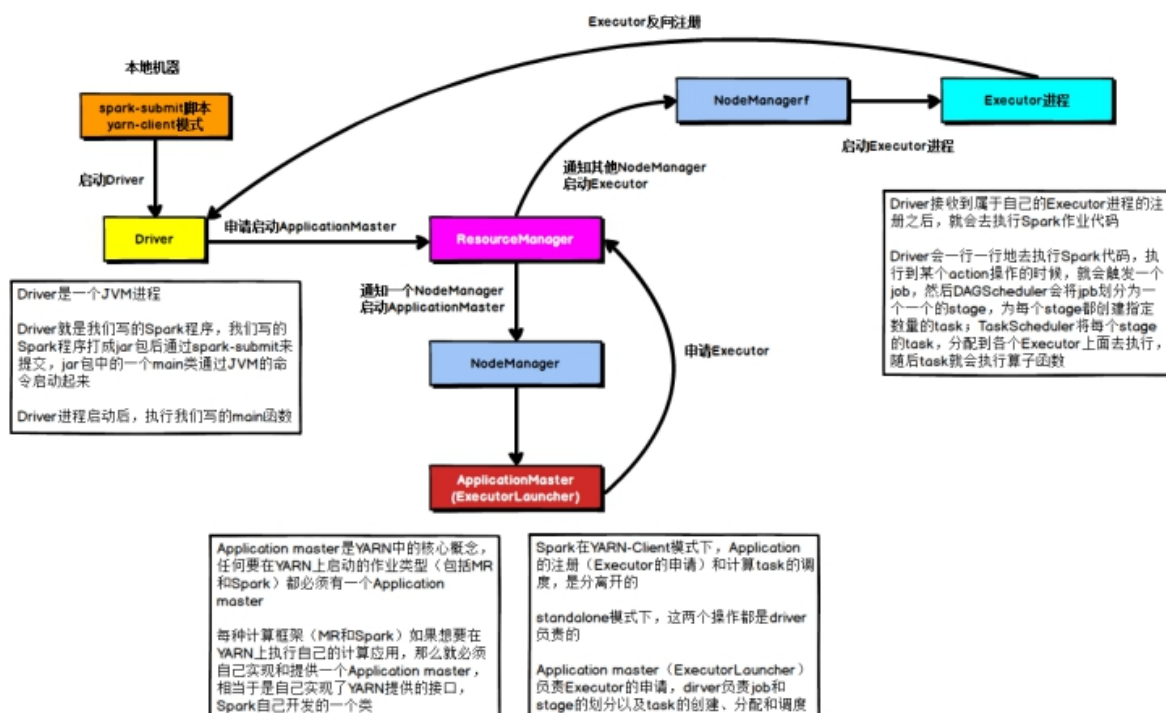 Executor反向注册
本地机器
spark-submit脚本
yarn-client模式
NodeManagerf
Executor进程
启动Executor进程
启动Driver
通知其他NodeManager
启动Executor
Driver
申请启动ApplicationMaster
ResourceManager
Driver接收到属于自己的Executor进程的注
册之后，就会去执行Spark作业代码
Driver会一行一行地去执行Spark代码，执
行到某个action操作的时候，就会触发一个
job，然后DAGScheduler会将jpb划分为一
个一个的stage，为每个stage都创建指定
数量的task；TaskScheduler将每个stage
的task，分配到各个Executor上面去执行，
随后task就会执行算子函数
Driver是一个JVM进程
Driver就是我们写的Spark程序，我们写的
Spark程序打成jar包后通过spark-submit来
提交，jar包中的一个main类通过JVM的命
令启动起来
Driver进程启动后，执行我们写的main函数
通知一个NodeManager
启动ApplicationMaster
NodeManager
申请Executor
ApplicationMaster
(ExecutorLauncher)
Application master是YARN中的核心概念，
任何要在YARN上启动的作业类型（包括MR
和Spark）都必须有一个Application
master
每种计算框架（MR和Spark）如果想要在
YARN上执行自己的计算应用，那么就必须
自己实现和提供一个Application master，
相当于是自己实现了YARN提供的接口，
Spark自己开发的一个类
Spark在YARN-Client模式下，Application
的注册（Executor的申请）和计算task的调
度，是分离开的
standalone模式下，这两个操作都是driver
负责的
Application master（ExecutorLauncher）
负责Executor的申请，dirver负责job和
stage的划分以及task的创建、分配和调度